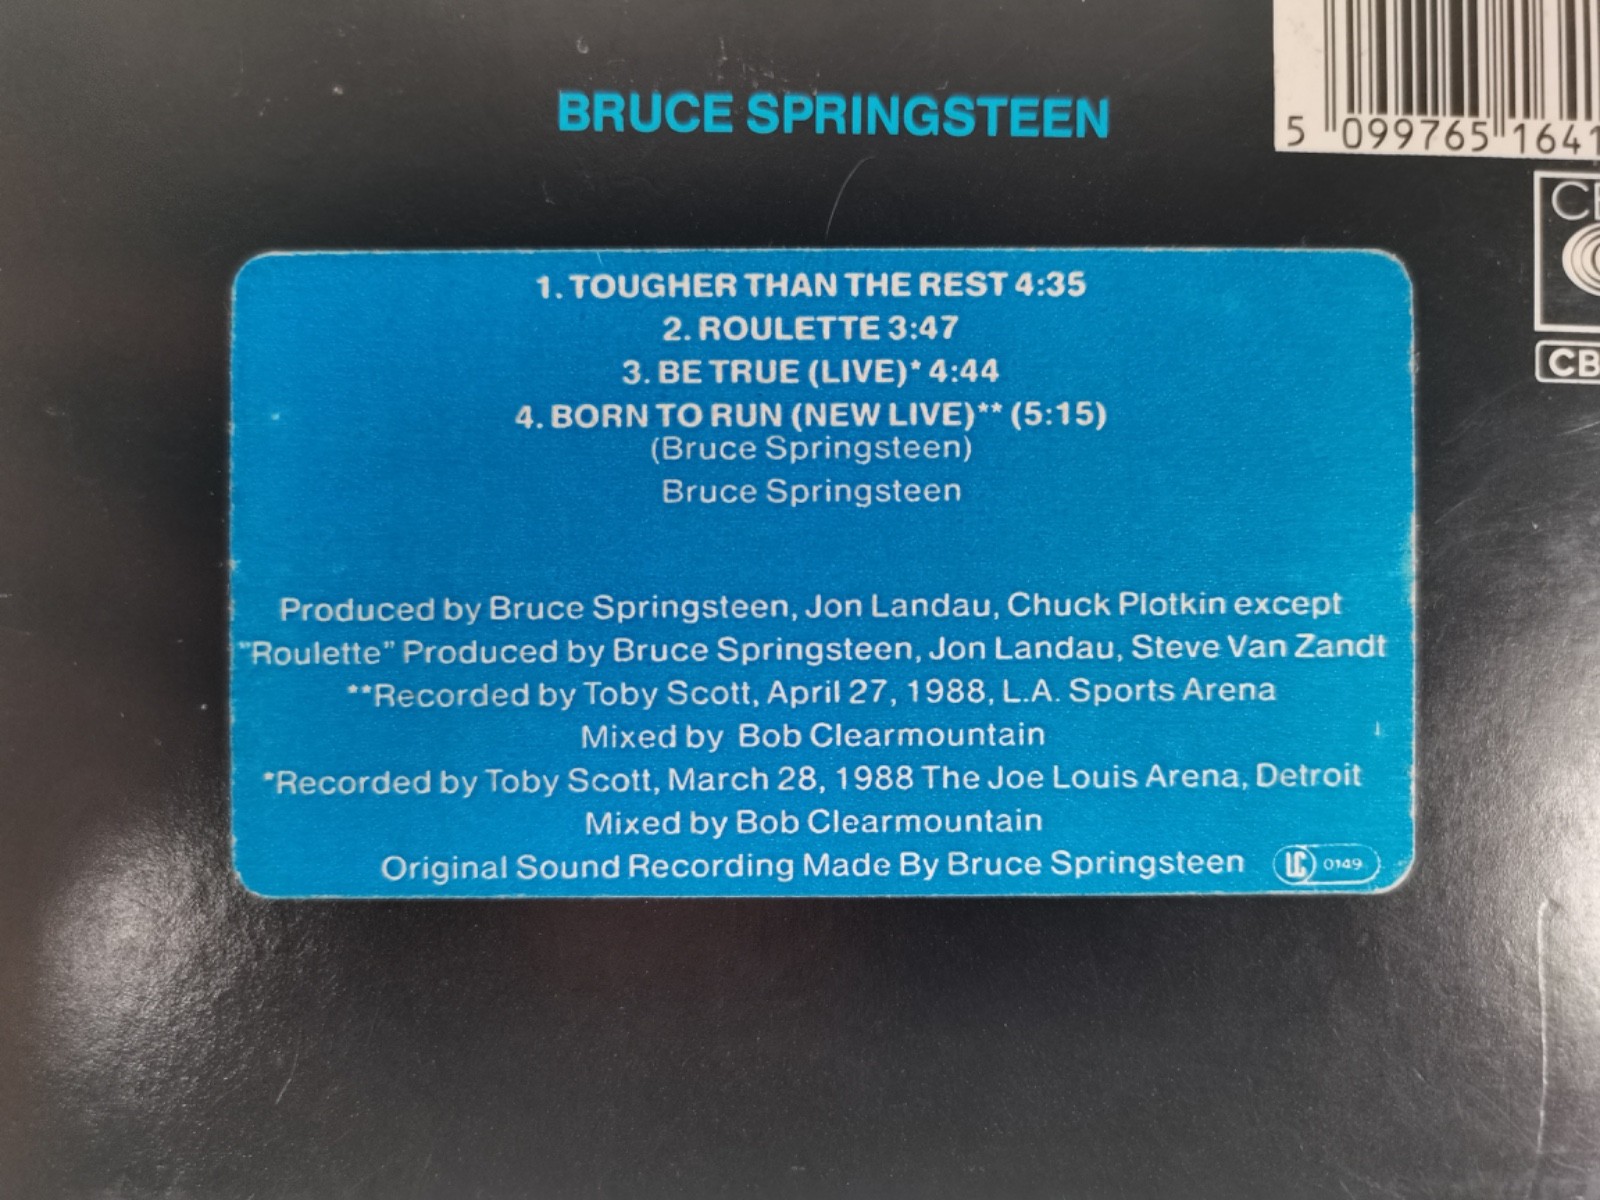 BRUCE SPRINGSTEEN
5 099765 1641
1. TOUGHER THAN THE REST 4:35
2. ROULETTE 3:47
3. BE TRUE (LIVE)* 4:44
4. BORN TO RUN (NEW LIVE)** (5:15)
(Bruce Springsteen)
Bruce Springsteen
Produced by Bruce Springsteen, Jon Landau, Chuck Plotkin except
"Roulette" Produced by Bruce Springsteen, Jon Landau, Steve Van Zandt
**Recorded by Toby Scott, April 27, 1988, L.A. Sports Arena
Mixed by Bob Clearmountain
*Recorded by Toby Scott, March 28, 1988 The Joe Louis Arena, Detroit
Mixed by Bob Clearmountain
Original Sound Recording Made By Bruce Springsteen LC 0149